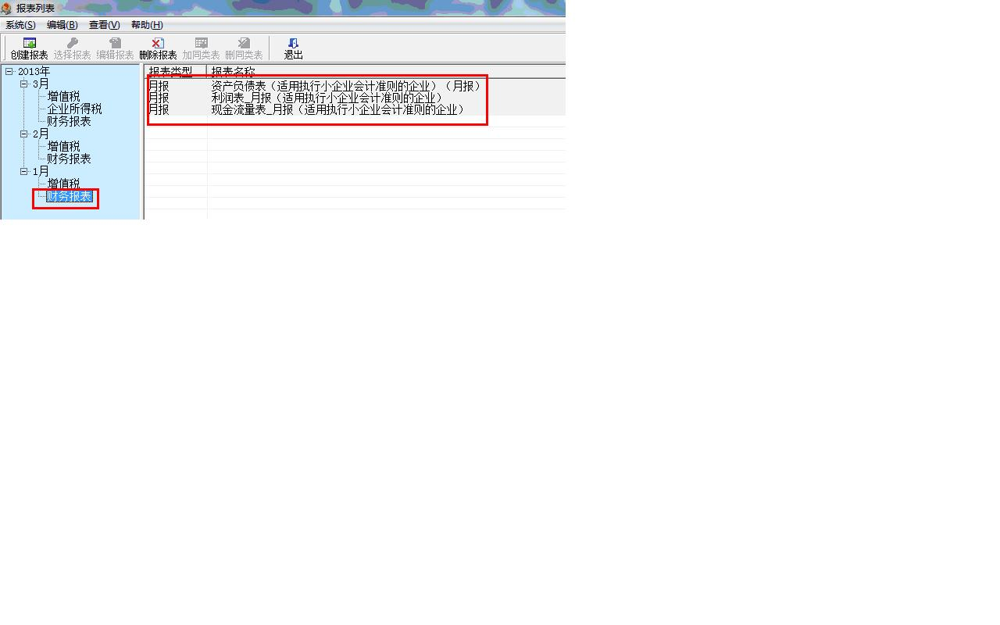 报表列表
系统(S) 编辑(B) 查看(V) 帮助(H)
创建报表 选择报表 编辑报表 删除报表 加同类表 删同类表 退出
2013年
3月
增值税
企业所得税
财务报表
2月
增值税
财务报表
1月
增值税
财务报表
报表类型 报表名称
月报 资产负债表（适用执行小企业会计准则的企业）（月报）
月报 利润表_月报（适用执行小企业会计准则的企业）
月报 现金流量表_月报（适用执行小企业会计准则的企业）